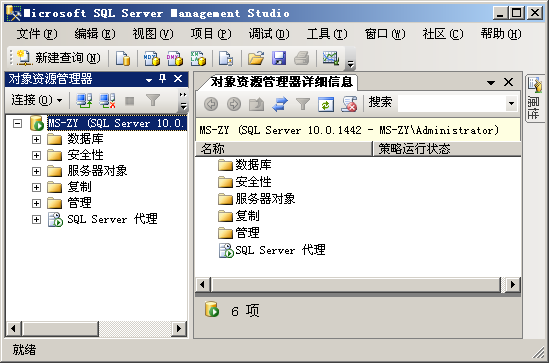 Microsoft SQL Server Management Studio
文件(F) 编辑(E) 视图(V) 项目(P) 调试(D) 工具(T) 窗口(W) 社区(C) 帮助(H)
新建查询(N)
对象资源管理器
连接(O)
MS-ZY (SQL Server 10.0.
数据库
安全性
服务器对象
复制
管理
SQL Server 代理
对象资源管理器详细信息
搜索
MS-ZY (SQL Server 10.0.1442 - MS-ZY\Administrator)
名称 策略运行状态
数据库
安全性
服务器对象
复制
管理
SQL Server 代理
6 项
属性
就绪